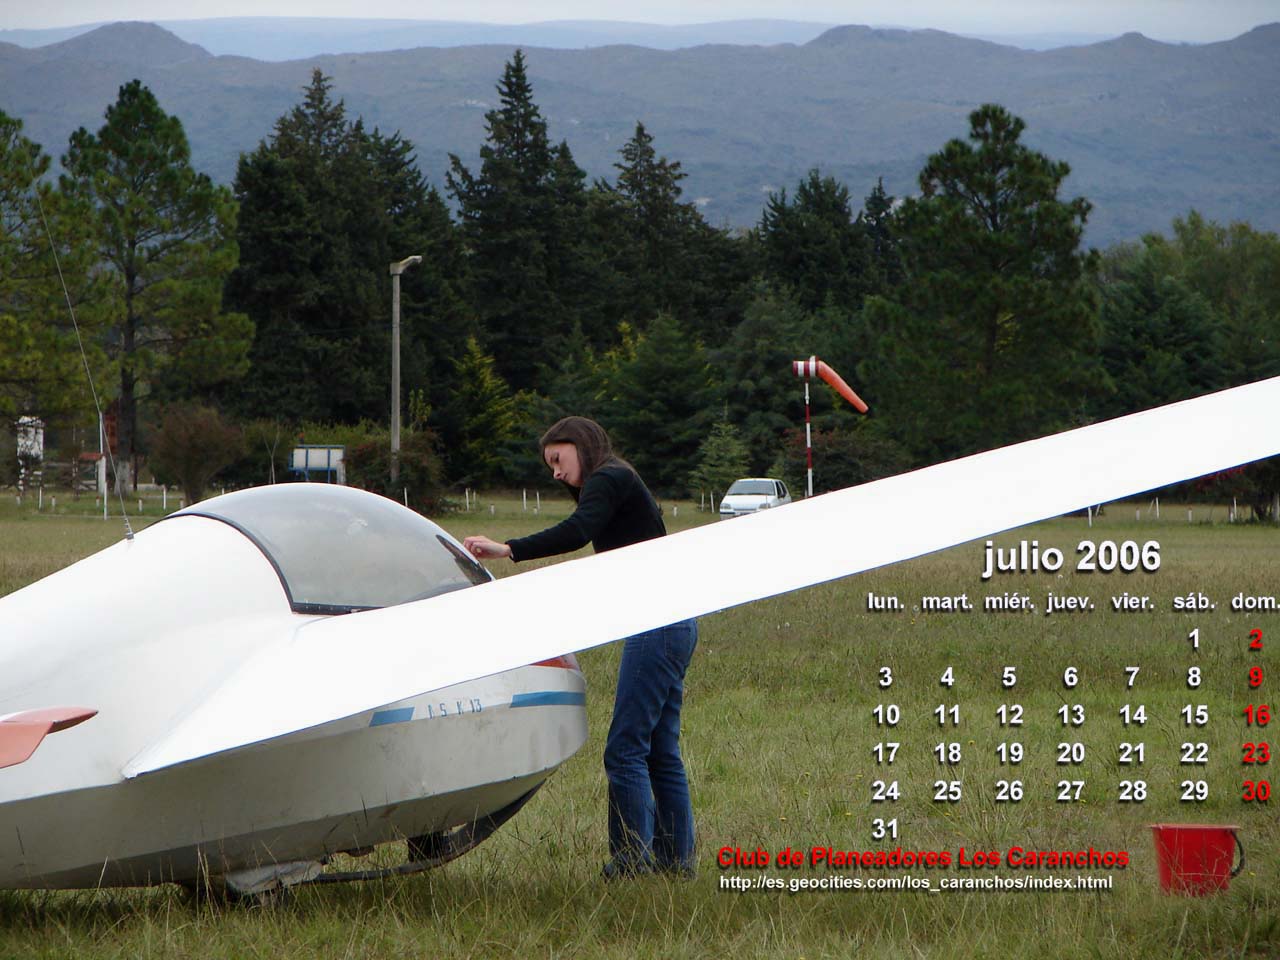 I S K 13
julio 2006
lun. mart. miér. juev. vier. sáb. dom.
1 2
3 4 5 6 7 8 9
10 11 12 13 14 15 16
17 18 19 20 21 22 23
24 25 26 27 28 29 30
31
Club de Planeadores Los Caranchos
http://es.geocities.com/los_caranchos/index.html